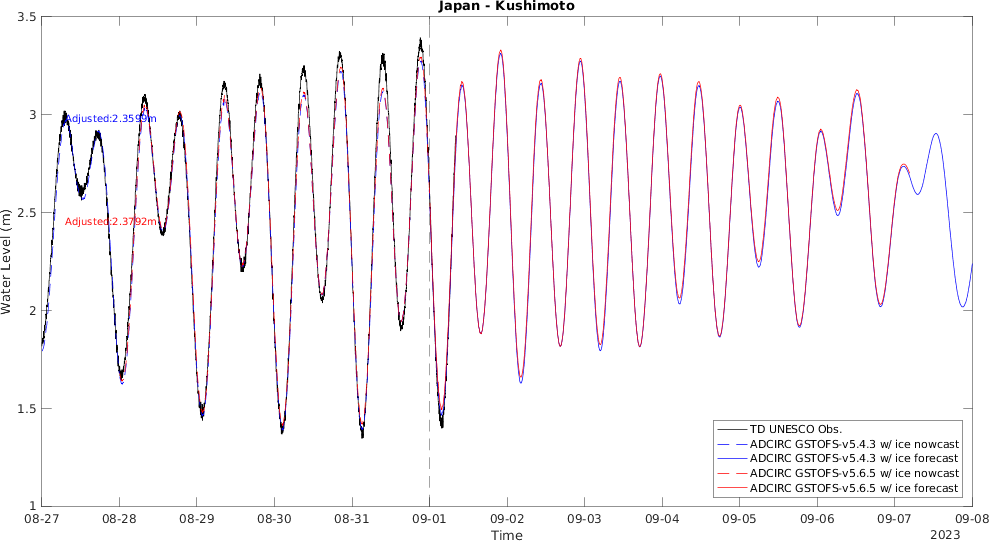 Japan - Kushimoto
3.5
3
2.5
2
1.5
1
Water Level (m)
Adjusted:2.3599m
Adjusted:2.3792m
TD UNESCO Obs.
ADCIRC GSTOFS-v5.4.3 w/ ice nowcast
ADCIRC GSTOFS-v5.4.3 w/ ice forecast
ADCIRC GSTOFS-v5.6.5 w/ ice nowcast
ADCIRC GSTOFS-v5.6.5 w/ ice forecast
08-27 08-28 08-29 08-30 08-31 09-01 09-02 09-03 09-04 09-05 09-06 09-07 09-08
Time
2023